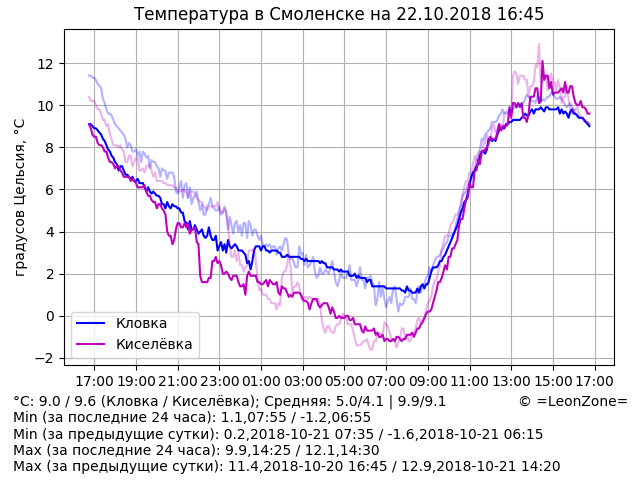 Температура в Смоленске на 22.10.2018 16:45
градусов Цельсия, °C
12
10
8
6
4
2
0
−2
Кловка
Киселёвка
17:00 19:00 21:00 23:00 01:00 03:00 05:00 07:00 09:00 11:00 13:00 15:00 17:00
°C: 9.0 / 9.6 (Кловка / Киселёвка); Средняя: 5.0/4.1 | 9.9/9.1 © =LeonZone=
Min (за последние 24 часа): 1.1,07:55 / -1.2,06:55
Min (за предыдущие сутки): 0.2,2018-10-21 07:35 / -1.6,2018-10-21 06:15
Max (за последние 24 часа): 9.9,14:25 / 12.1,14:30
Max (за предыдущие сутки): 11.4,2018-10-20 16:45 / 12.9,2018-10-21 14:20